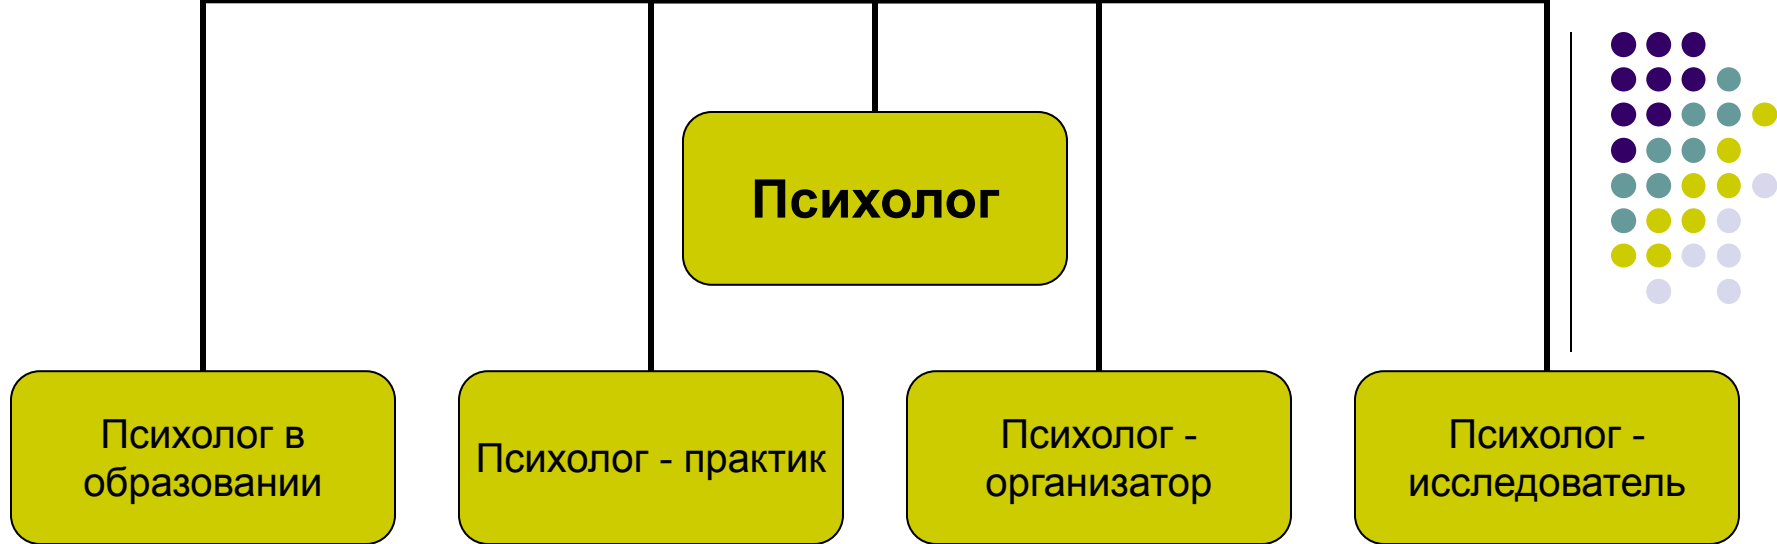 Психолог
Психолог в
образовании
Психолог - практик
Психолог -
организатор
Психолог -
исследователь